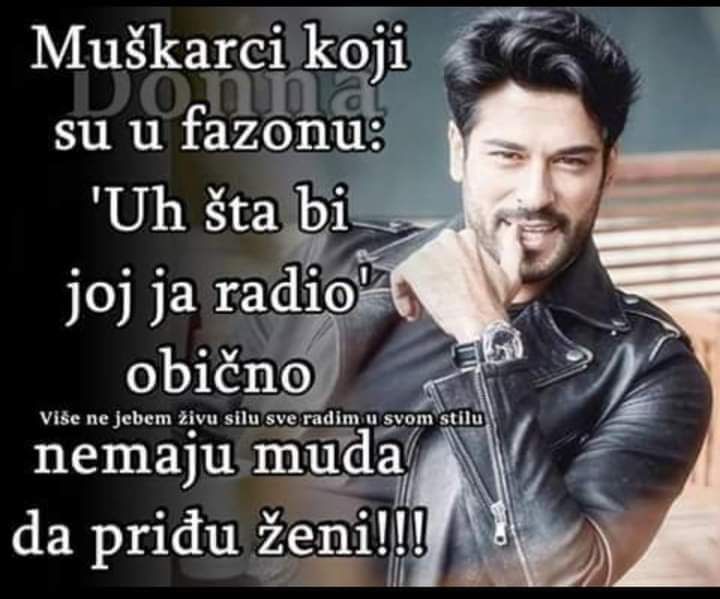 Muškarci koji
Donna
su u fazonu:
'Uh šta bi
joj ja radio'
obično
Više ne jebem živu silu sve radim u svom stilu
nemaju muda
da priđu ženi!!!